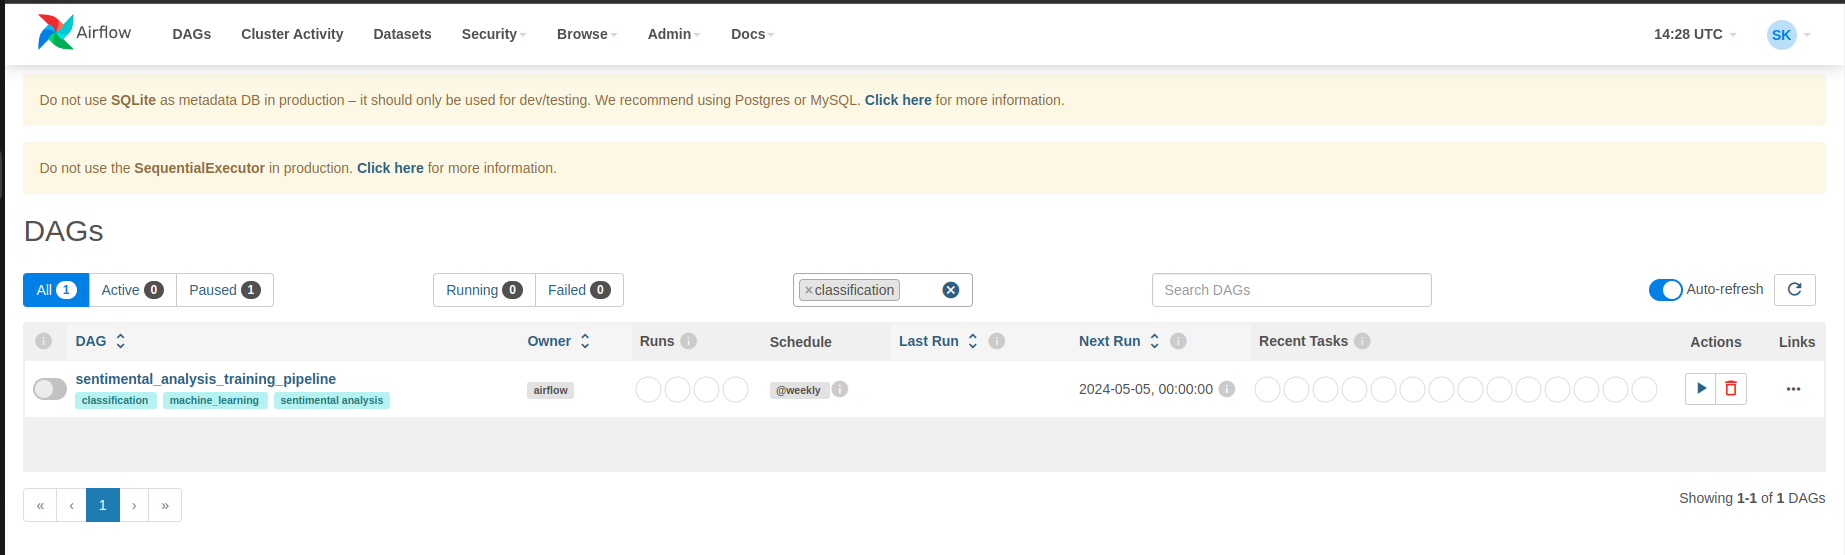 Airflow DAGs Cluster Activity Datasets Security Browse Admin Docs 14:28 UTC SK
Do not use SQLite as metadata DB in production – it should only be used for dev/testing. We recommend using Postgres or MySQL. Click here for more information.
Do not use the SequentialExecutor in production. Click here for more information.
DAGs
All 1 Active 0 Paused 1 Running 0 Failed 0 × classification Search DAGs Auto-refresh
DAG Owner Runs Schedule Last Run Next Run Recent Tasks Actions Links
sentimental_analysis_training_pipeline airflow @weekly 2024-05-05, 00:00:00
classification machine_learning sentimental analysis
« ‹ 1 › » Showing 1-1 of 1 DAGs